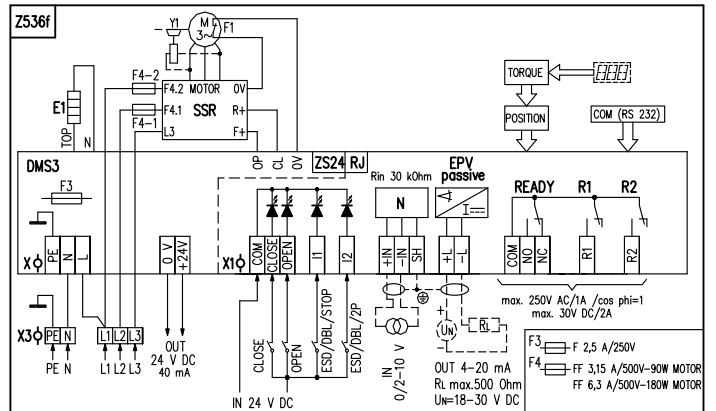 Z536f
Y1
M
3~
F1
F4-2
F4.2 MOTOR 0V
E1
F4.1 SSR R+
F4-1
L3 F+
TOP
N
OP
CL
OV
TORQUE
POSITION
COM (RS 232)
DMS3
ZS24 RJ
F3
Rin 30 kOhm
N
EPV
passive
READY R1 R2
X
PE
N
L
0 V
+24V
X1
COM
CLOSE
OPEN
I1
I2
+IN
-IN
SH
+L
-L
COM
NO
NC
R1
R2
max. 250V AC/1A /cos phi=1
max. 30V DC/2A
X3
PE N
L1 L2 L3
PE N
L1 L2 L3
OUT
24 V DC
40 mA
CLOSE
OPEN
ESD/DBL/STOP
ESD/DBL/2P
IN 24 V DC
IN
0/2-10 V
+
UN
-
RL
OUT 4-20 mA
RL max.500 Ohm
UN=18-30 V DC
F3 F 2,5 A/250V
F4 FF 3,15 A/500V-90W MOTOR
FF 6,3 A/500V-180W MOTOR